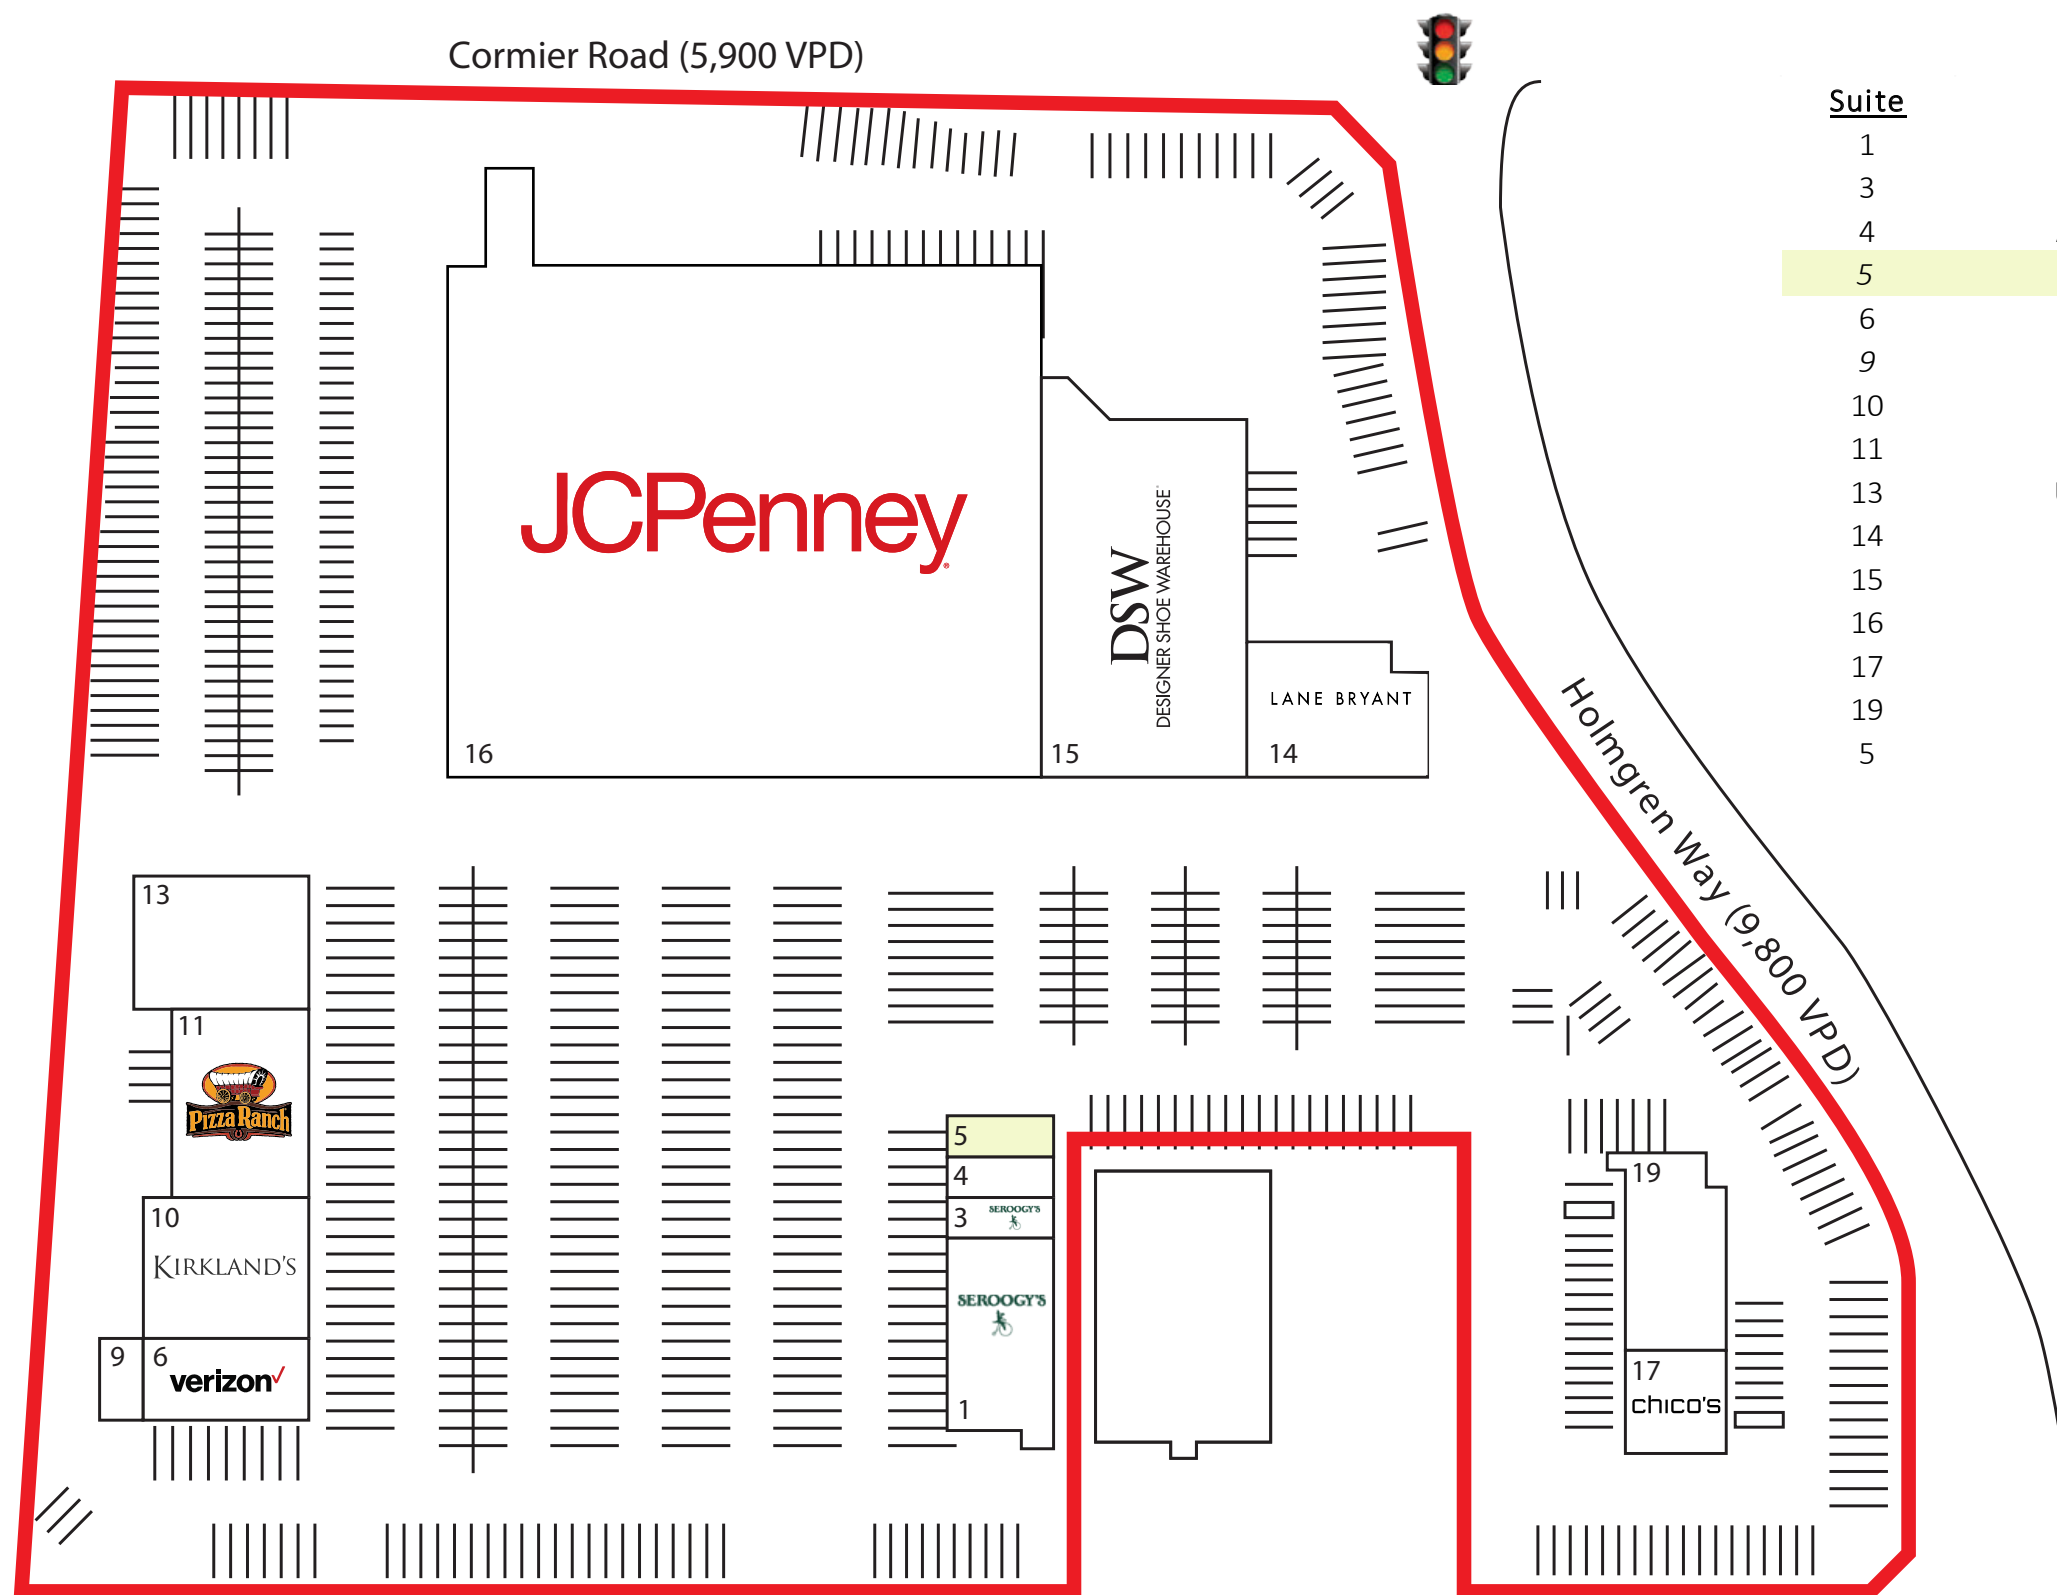 Cormier Road (5,900 VPD)
Suite
1
3
4
5
6
9
10
11
13
14
15
16
17
19
5
JCPenney
DSW
DESIGNER SHOE WAREHOUSE
LANE BRYANT
16
15
14
Holmgren Way (9,800 VPD)
13
11
Pizza Ranch
10
KIRKLAND'S
9
6
verizon
5
4
3
SEROOGY'S
SEROOGY'S
1
19
17
chico's